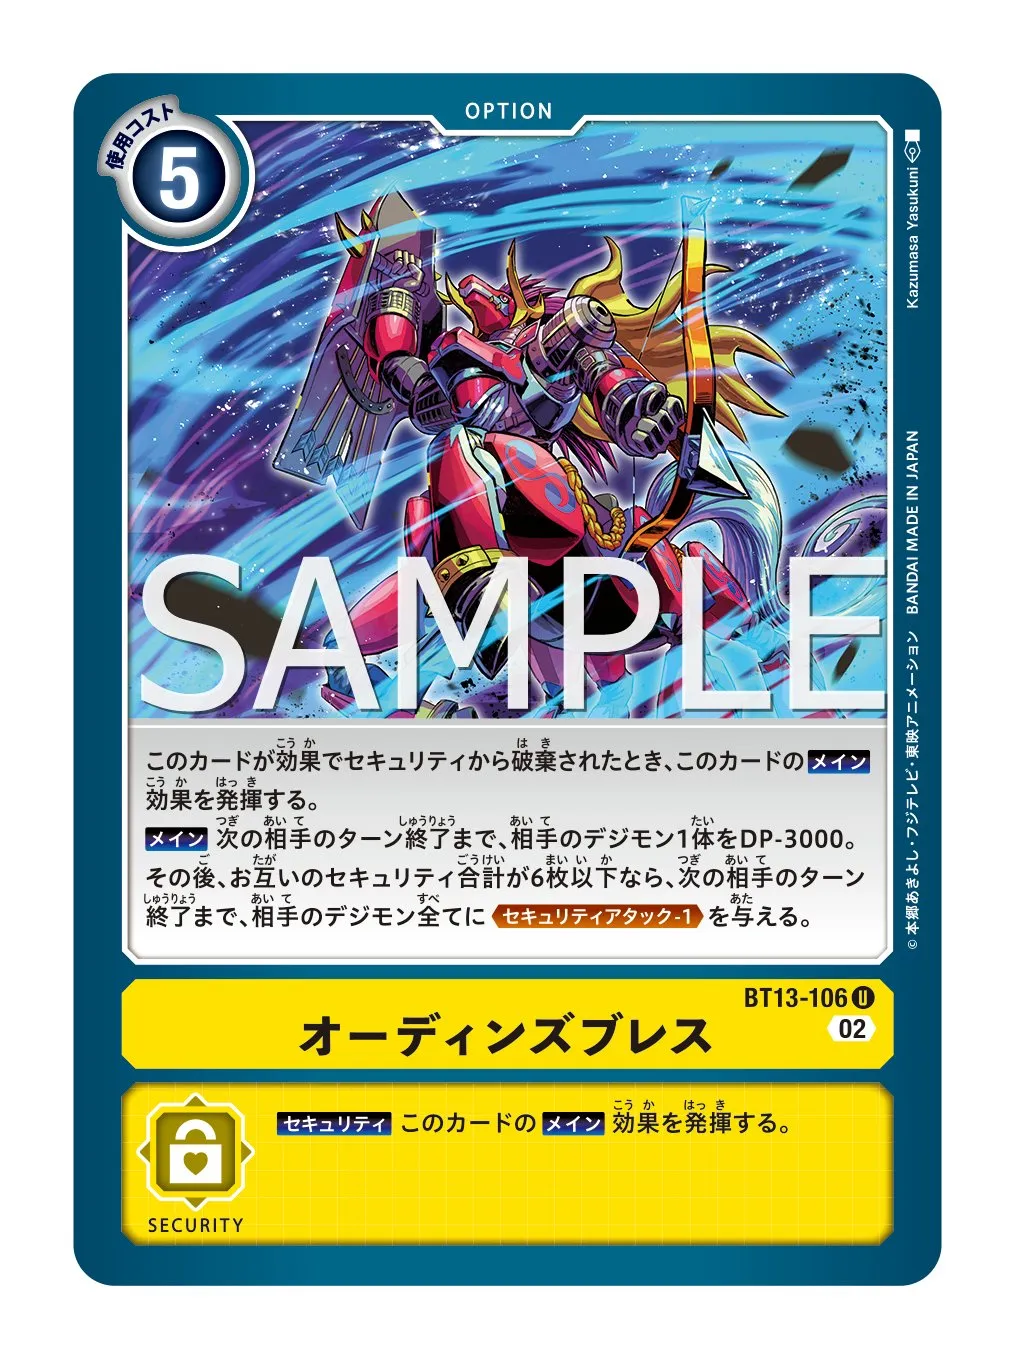 OPTION
使用コスト
5
Kazumasa Yasukuni
SAMPLE
このカードが効果でセキュリティから破棄されたとき、このカードの メイン
効果を発揮する。
メイン 次の相手のターン終了まで、相手のデジモン1体をDP-3000。
その後、お互いのセキュリティ合計が6枚以下なら、次の相手のターン
終了まで、相手のデジモン全てに セキュリティアタック-1 を与える。
©本郷あきよし・フジテレビ・東映アニメーション BANDAI MADE IN JAPAN
BT13-106 U
オーディンズブレス
02
セキュリティ このカードの メイン 効果を発揮する。
SECURITY